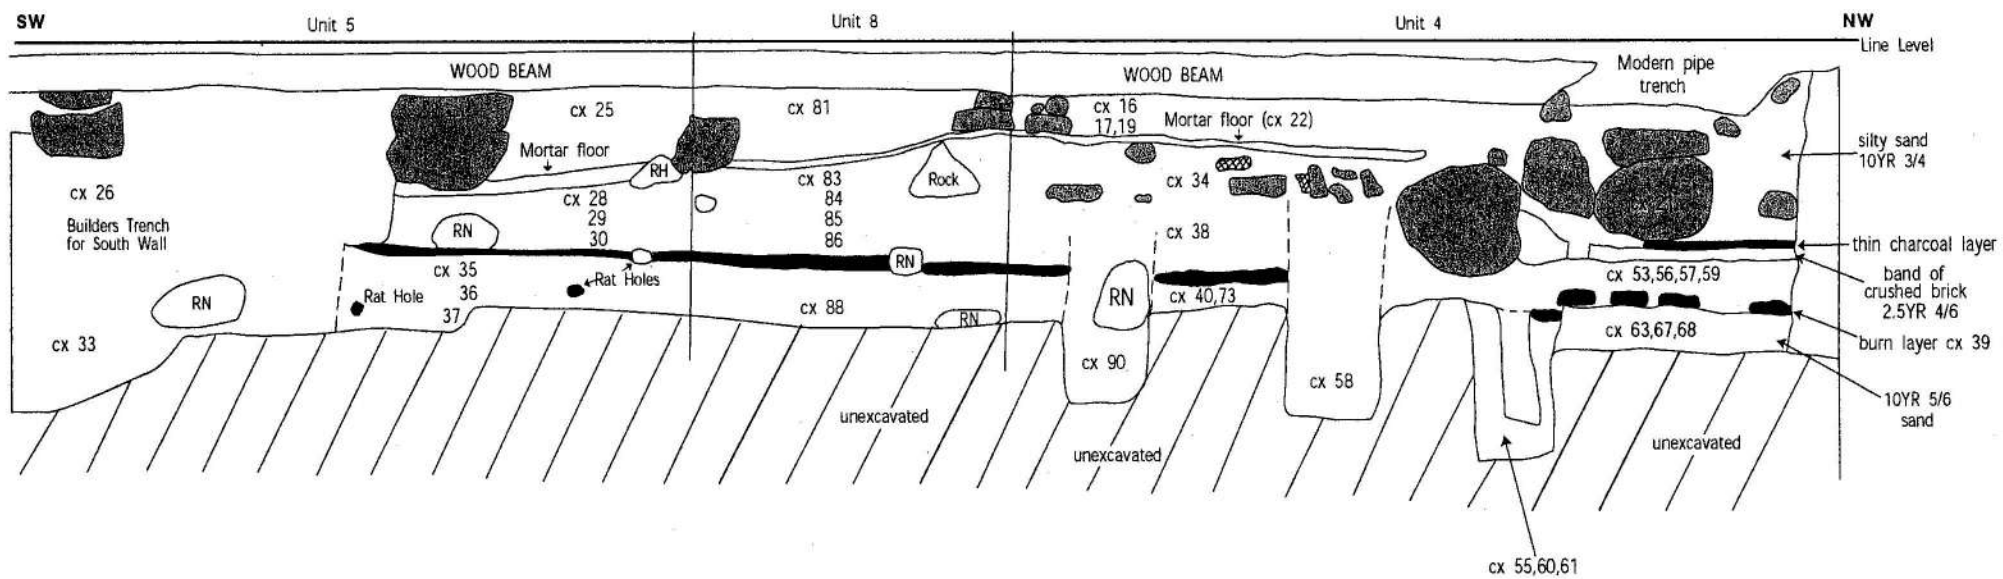 SW
Unit 5
Unit 8
Unit 4
NW
Line Level
WOOD BEAM
WOOD BEAM
Modern pipe
trench
cx 25
cx 81
cx 16
17,19
Mortar floor (cx 22)
Mortar floor
RH
silty sand
10YR 3/4
cx 26
Builders Trench
for South Wall
cx 28
29
30
cx 83
84
85
86
Rock
cx 34
cx 38
RN
RN
thin charcoal layer
cx 35
36
37
Rat Hole
Rat Holes
cx 88
RN
RN
RN
cx 40,73
cx 53,56,57,59
band of
crushed brick
2.5YR 4/6
cx 63,67,68
burn layer cx 39
cx 33
cx 90
cx 58
10YR 5/6
sand
unexcavated
unexcavated
unexcavated
cx 55,60,61